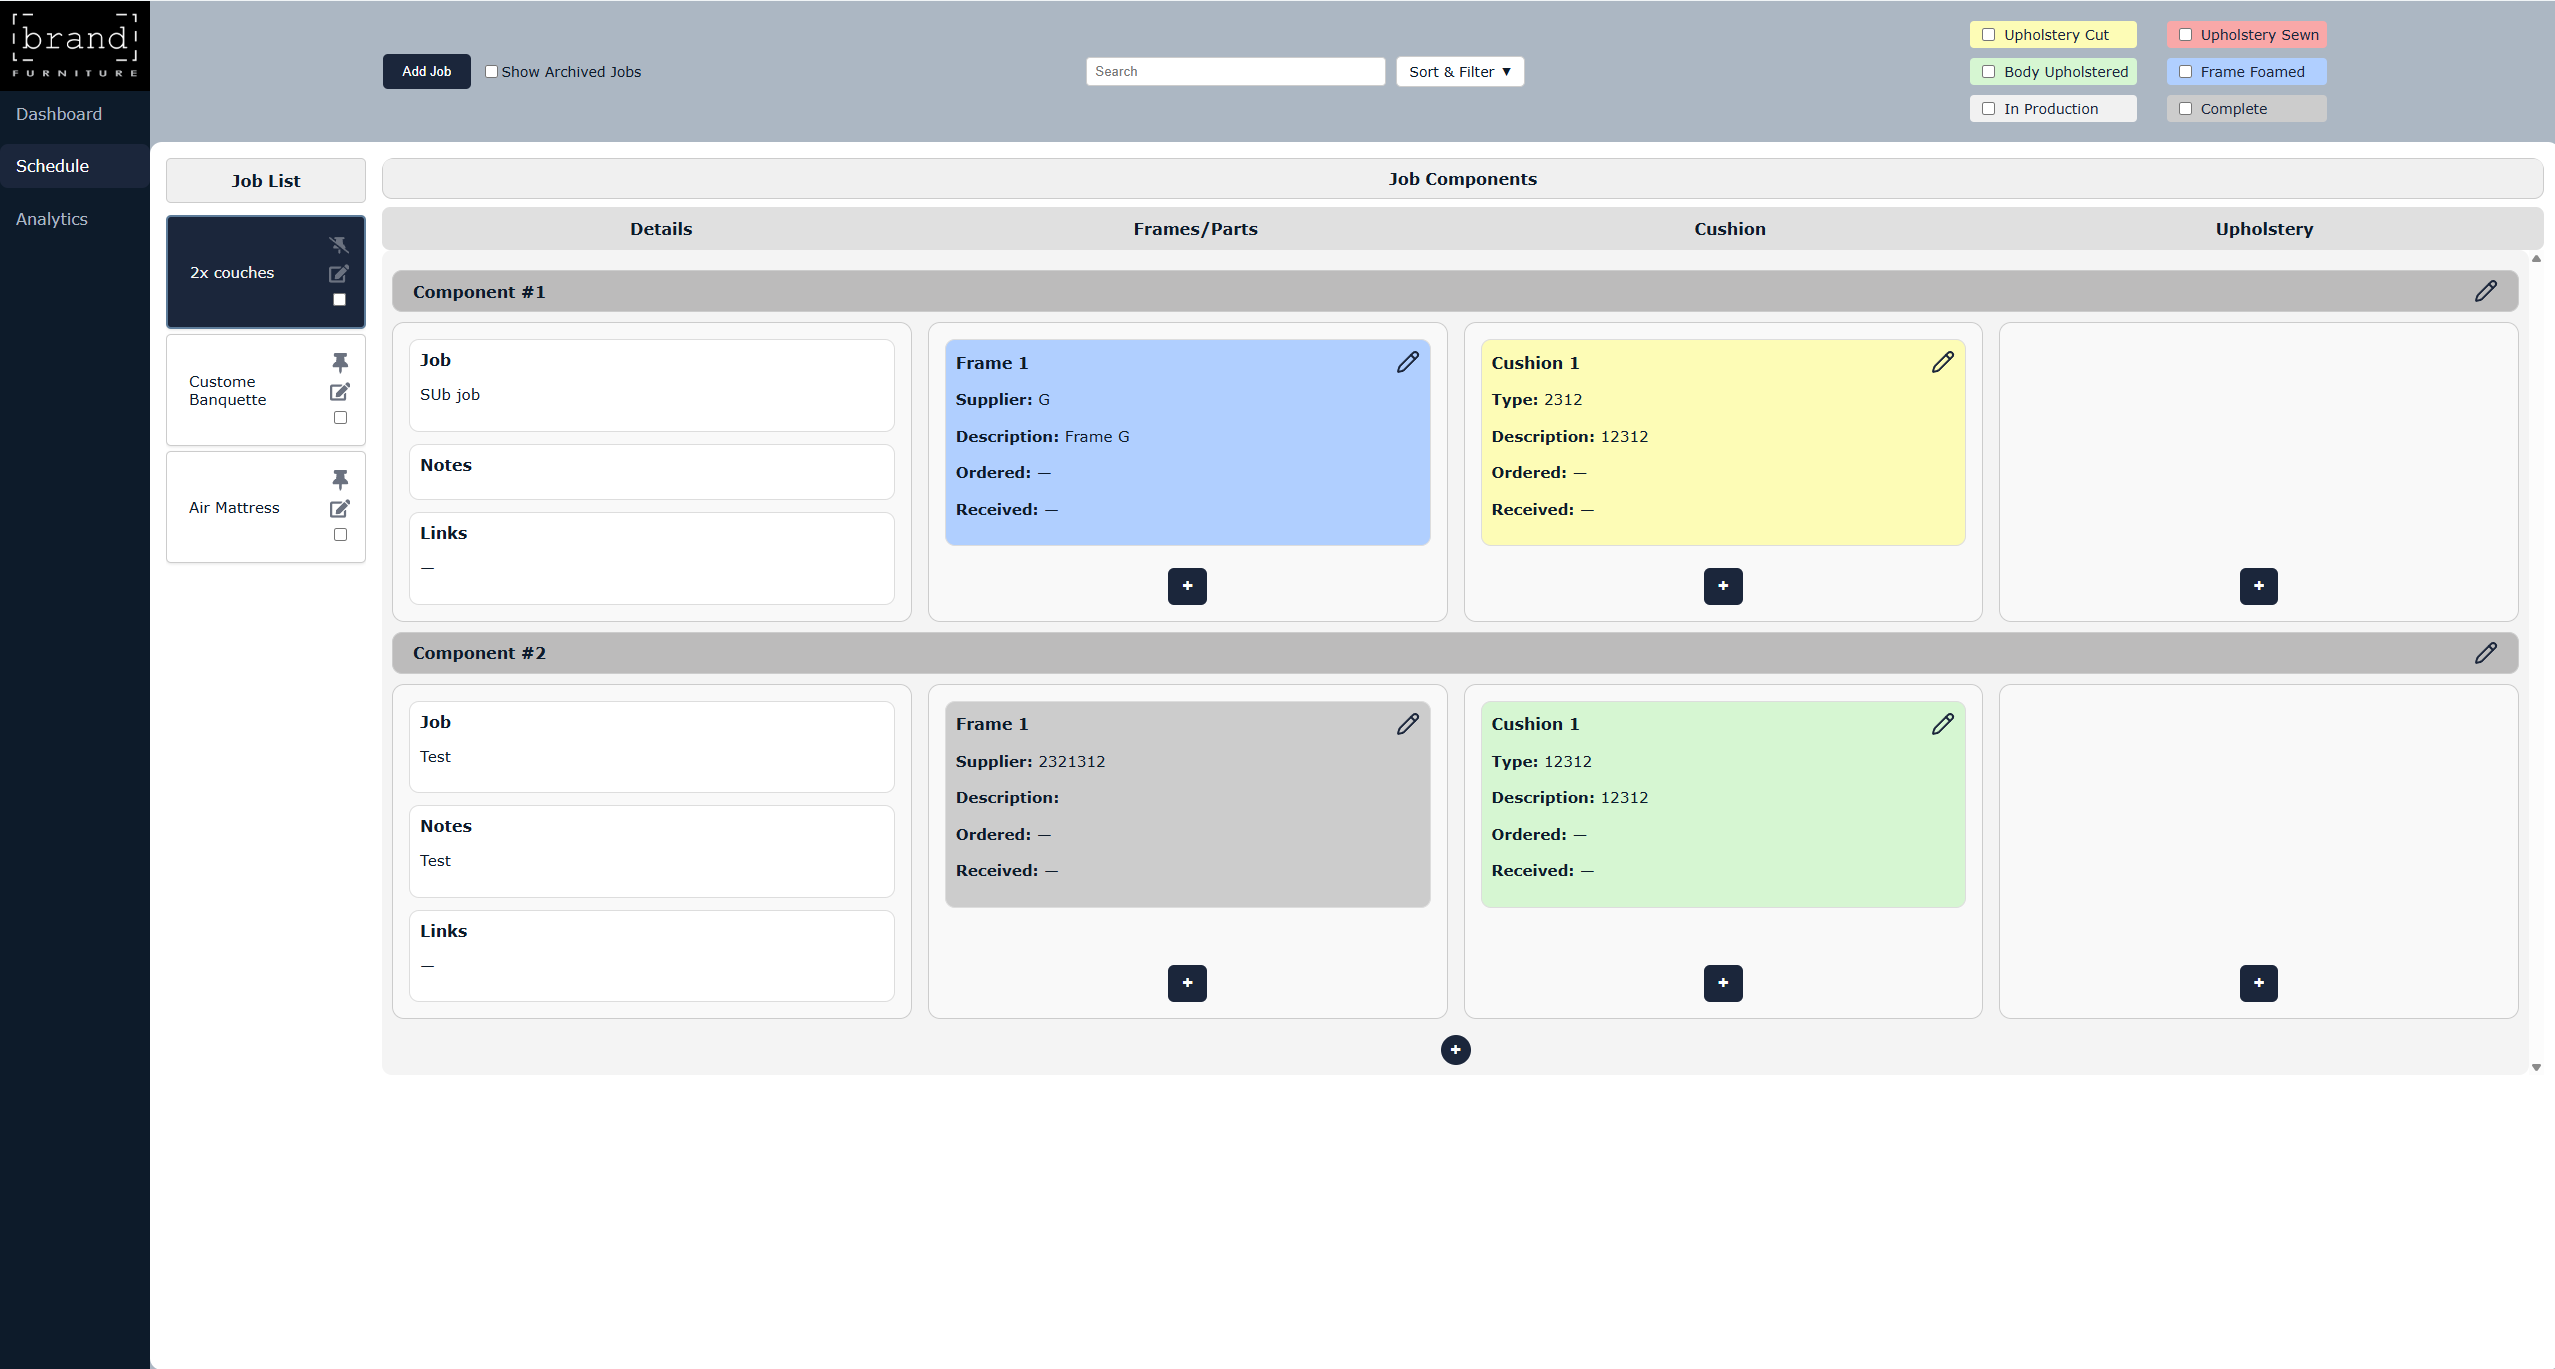 brand
FURNITURE
Dashboard
Schedule
Analytics
Add Job
Show Archived Jobs
Search
Sort & Filter ▼
Upholstery Cut
Upholstery Sewn
Body Upholstered
Frame Foamed
In Production
Complete
Job List
2x couches
Custome
Banquette
Air Mattress
Job Components
Details
Frames/Parts
Cushion
Upholstery
Component #1
Job
SUb job
Notes
Links
—
Frame 1
Supplier: G
Description: Frame G
Ordered: —
Received: —
+
Cushion 1
Type: 2312
Description: 12312
Ordered: —
Received: —
+
+
Component #2
Job
Test
Notes
Test
Links
—
Frame 1
Supplier: 2321312
Description:
Ordered: —
Received: —
+
Cushion 1
Type: 12312
Description: 12312
Ordered: —
Received: —
+
+
+